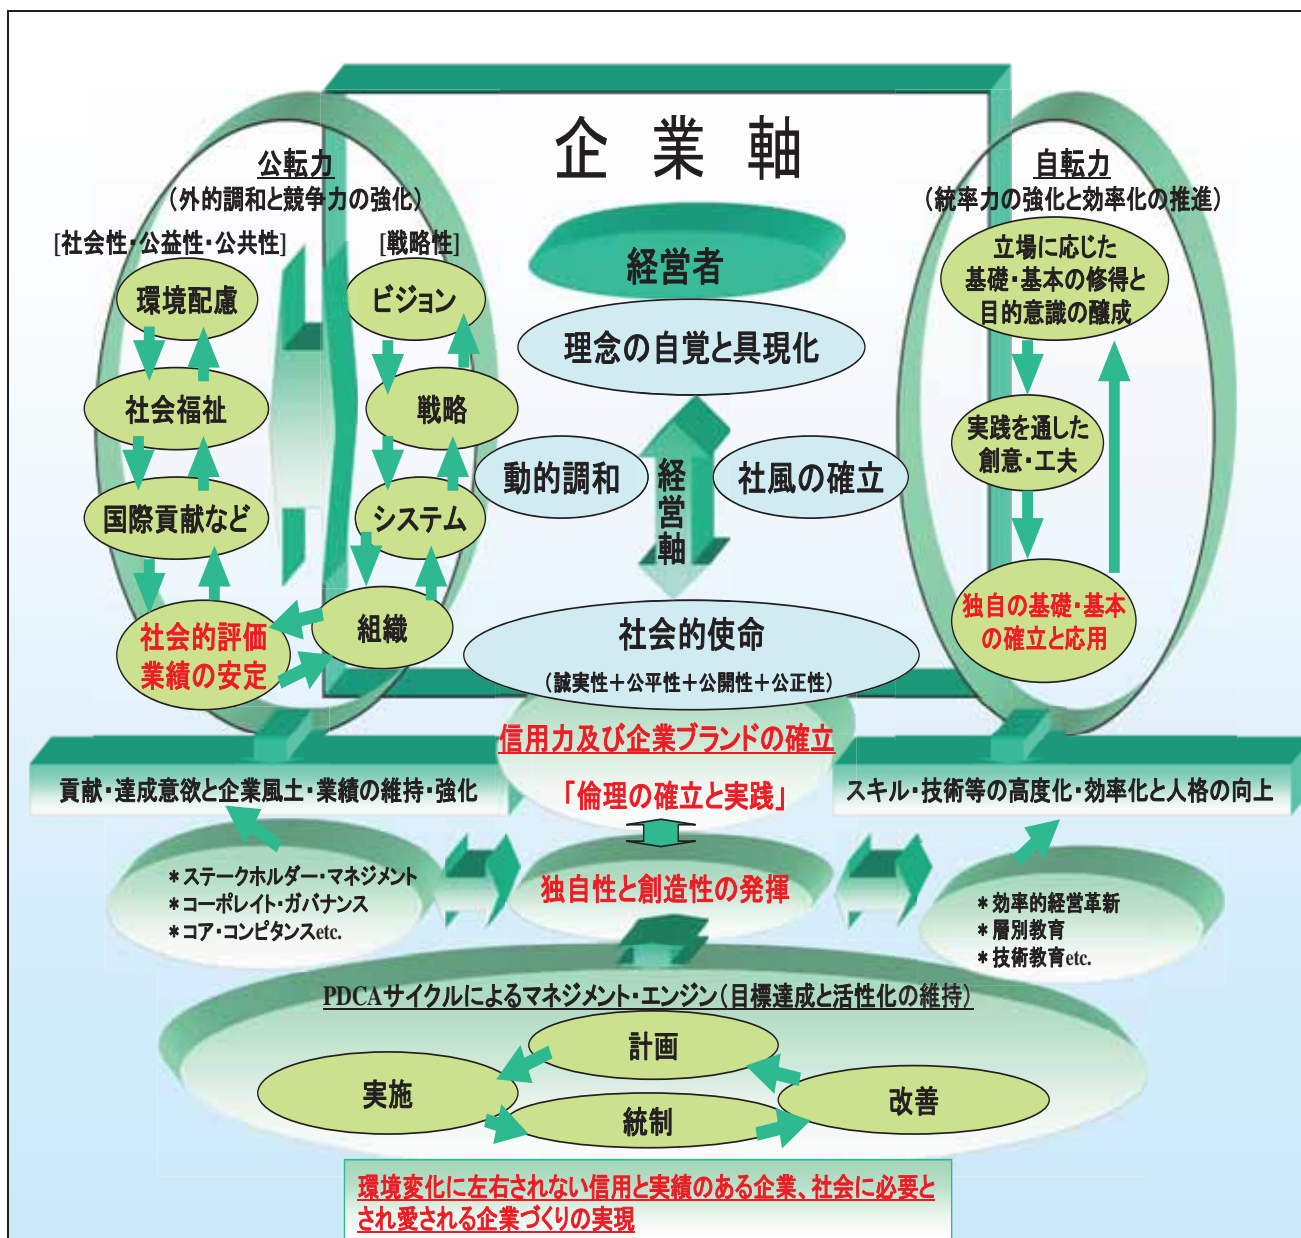 企業軸
公転力
（外的調和と競争力の強化）
[社会性・公益性・公共性]
[戦略性]
環境配慮
社会福祉
国際貢献など
社会的評価
業績の安定
ビジョン
戦略
システム
組織
経営者
理念の自覚と具現化
動的調和
経営軸
社風の確立
社会的使命
（誠実性＋公平性＋公開性＋公正性）
自転力
（統率力の強化と効率化の推進）
立場に応じた
基礎・基本の修得と
目的意識の醸成
実践を通した
創意・工夫
独自の基礎・基本
の確立と応用
信用力及び企業ブランドの確立
「倫理の確立と実践」
貢献・達成意欲と企業風土・業績の維持・強化
スキル・技術等の高度化・効率化と人格の向上
＊ステークホルダー・マネジメント
＊コーポレイト・ガバナンス
＊コア・コンピタンスetc.
独自性と創造性の発揮
＊効率的経営革新
＊層別教育
＊技術教育etc.
PDCAサイクルによるマネジメント・エンジン（目標達成と活性化の維持）
計画
実施
統制
改善
環境変化に左右されない信用と実績のある企業、社会に必要と
され愛される企業づくりの実現